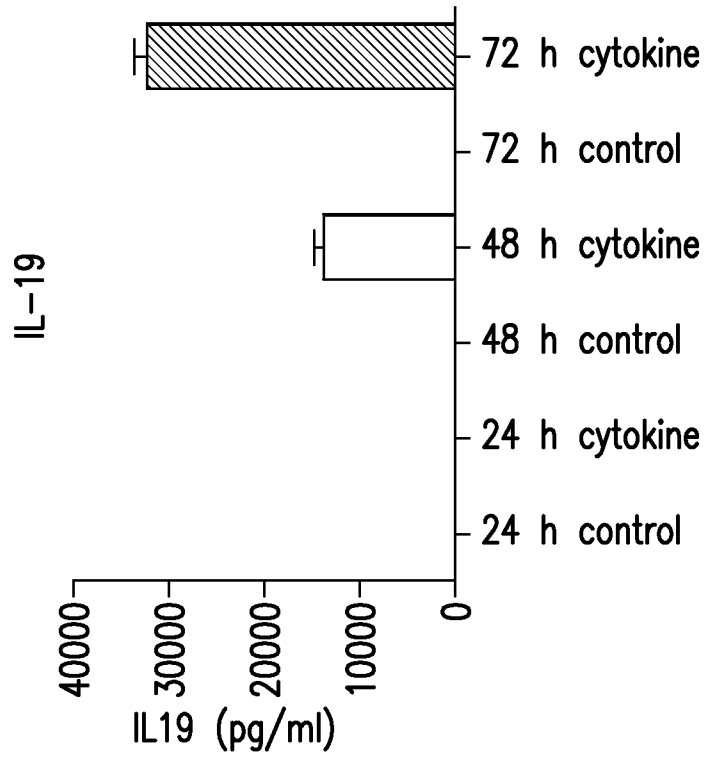 IL-19
72 h cytokine
72 h control
48 h cytokine
48 h control
24 h cytokine
24 h control
40000
30000
20000
10000
0
IL19 (pg/ml)